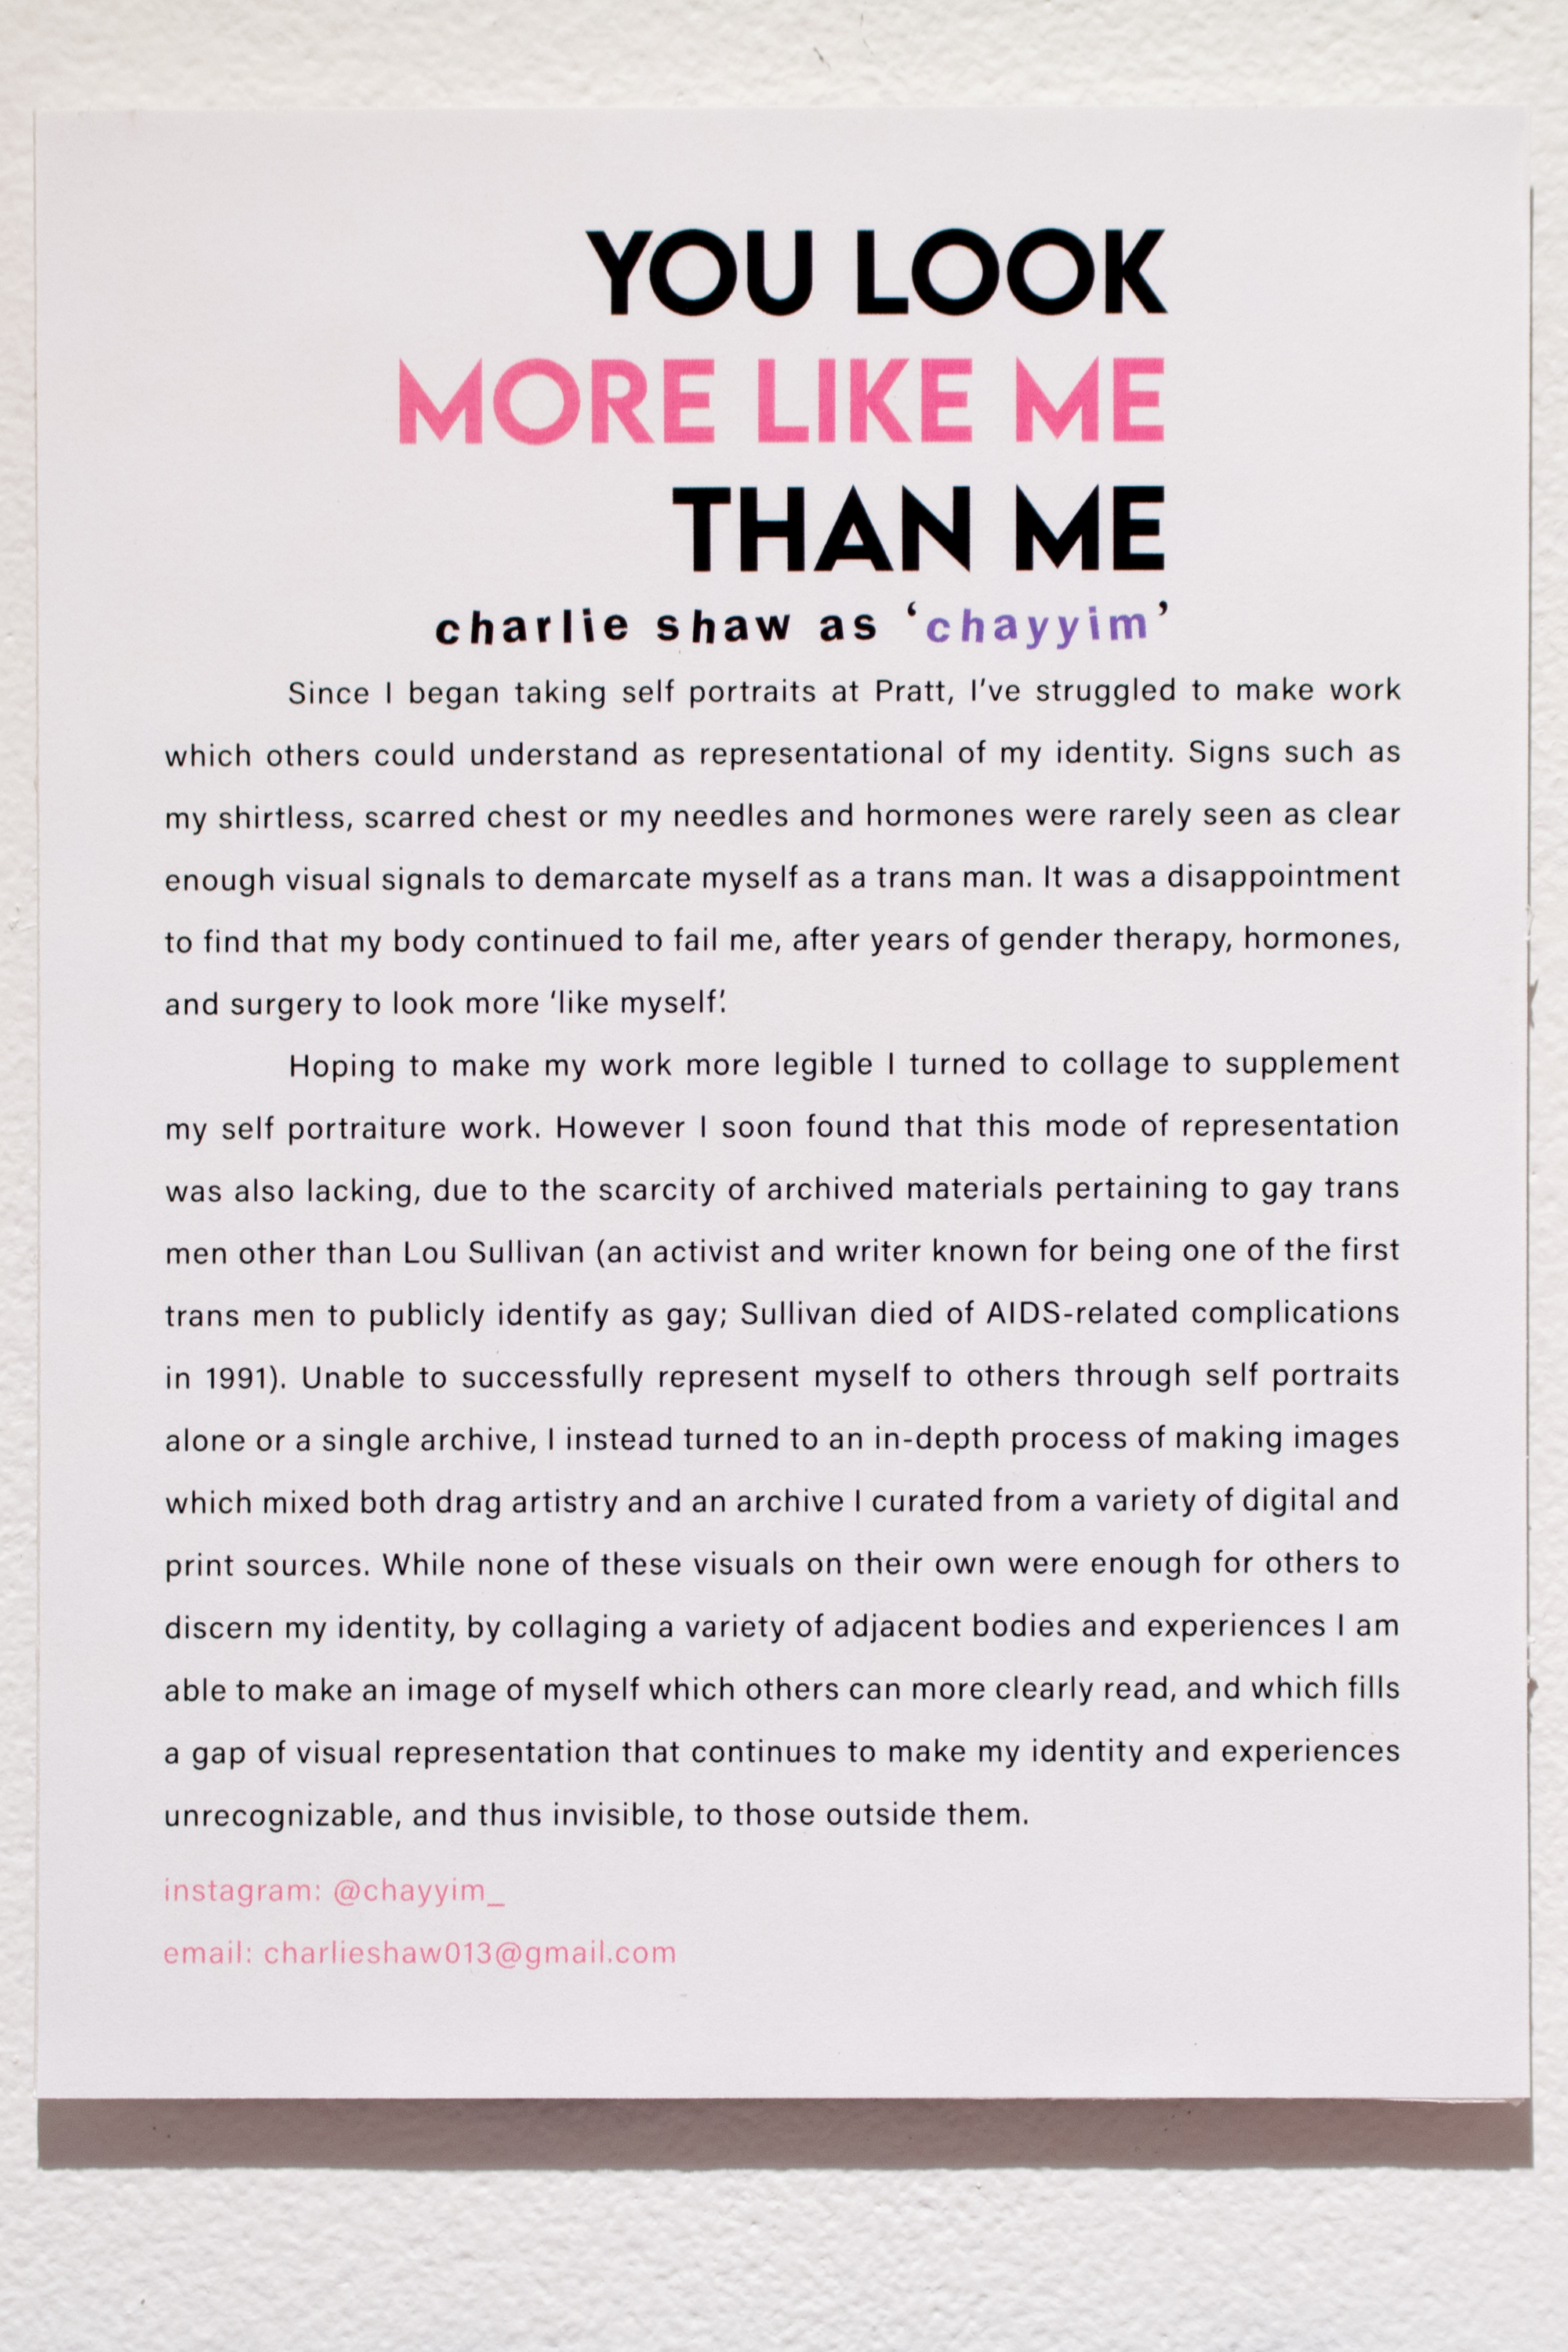 YOU LOOK
MORE LIKE ME
THAN ME
charlie shaw as ‘chayyim’
Since I began taking self portraits at Pratt, I’ve struggled to make work
which others could understand as representational of my identity. Signs such as
my shirtless, scarred chest or my needles and hormones were rarely seen as clear
enough visual signals to demarcate myself as a trans man. It was a disappointment
to find that my body continued to fail me, after years of gender therapy, hormones,
and surgery to look more ‘like myself’.
Hoping to make my work more legible I turned to collage to supplement
my self portraiture work. However I soon found that this mode of representation
was also lacking, due to the scarcity of archived materials pertaining to gay trans
men other than Lou Sullivan (an activist and writer known for being one of the first
trans men to publicly identify as gay; Sullivan died of AIDS-related complications
in 1991). Unable to successfully represent myself to others through self portraits
alone or a single archive, I instead turned to an in-depth process of making images
which mixed both drag artistry and an archive I curated from a variety of digital and
print sources. While none of these visuals on their own were enough for others to
discern my identity, by collaging a variety of adjacent bodies and experiences I am
able to make an image of myself which others can more clearly read, and which fills
a gap of visual representation that continues to make my identity and experiences
unrecognizable, and thus invisible, to those outside them.
instagram: @chayyim_
email: charlieshaw013@gmail.com